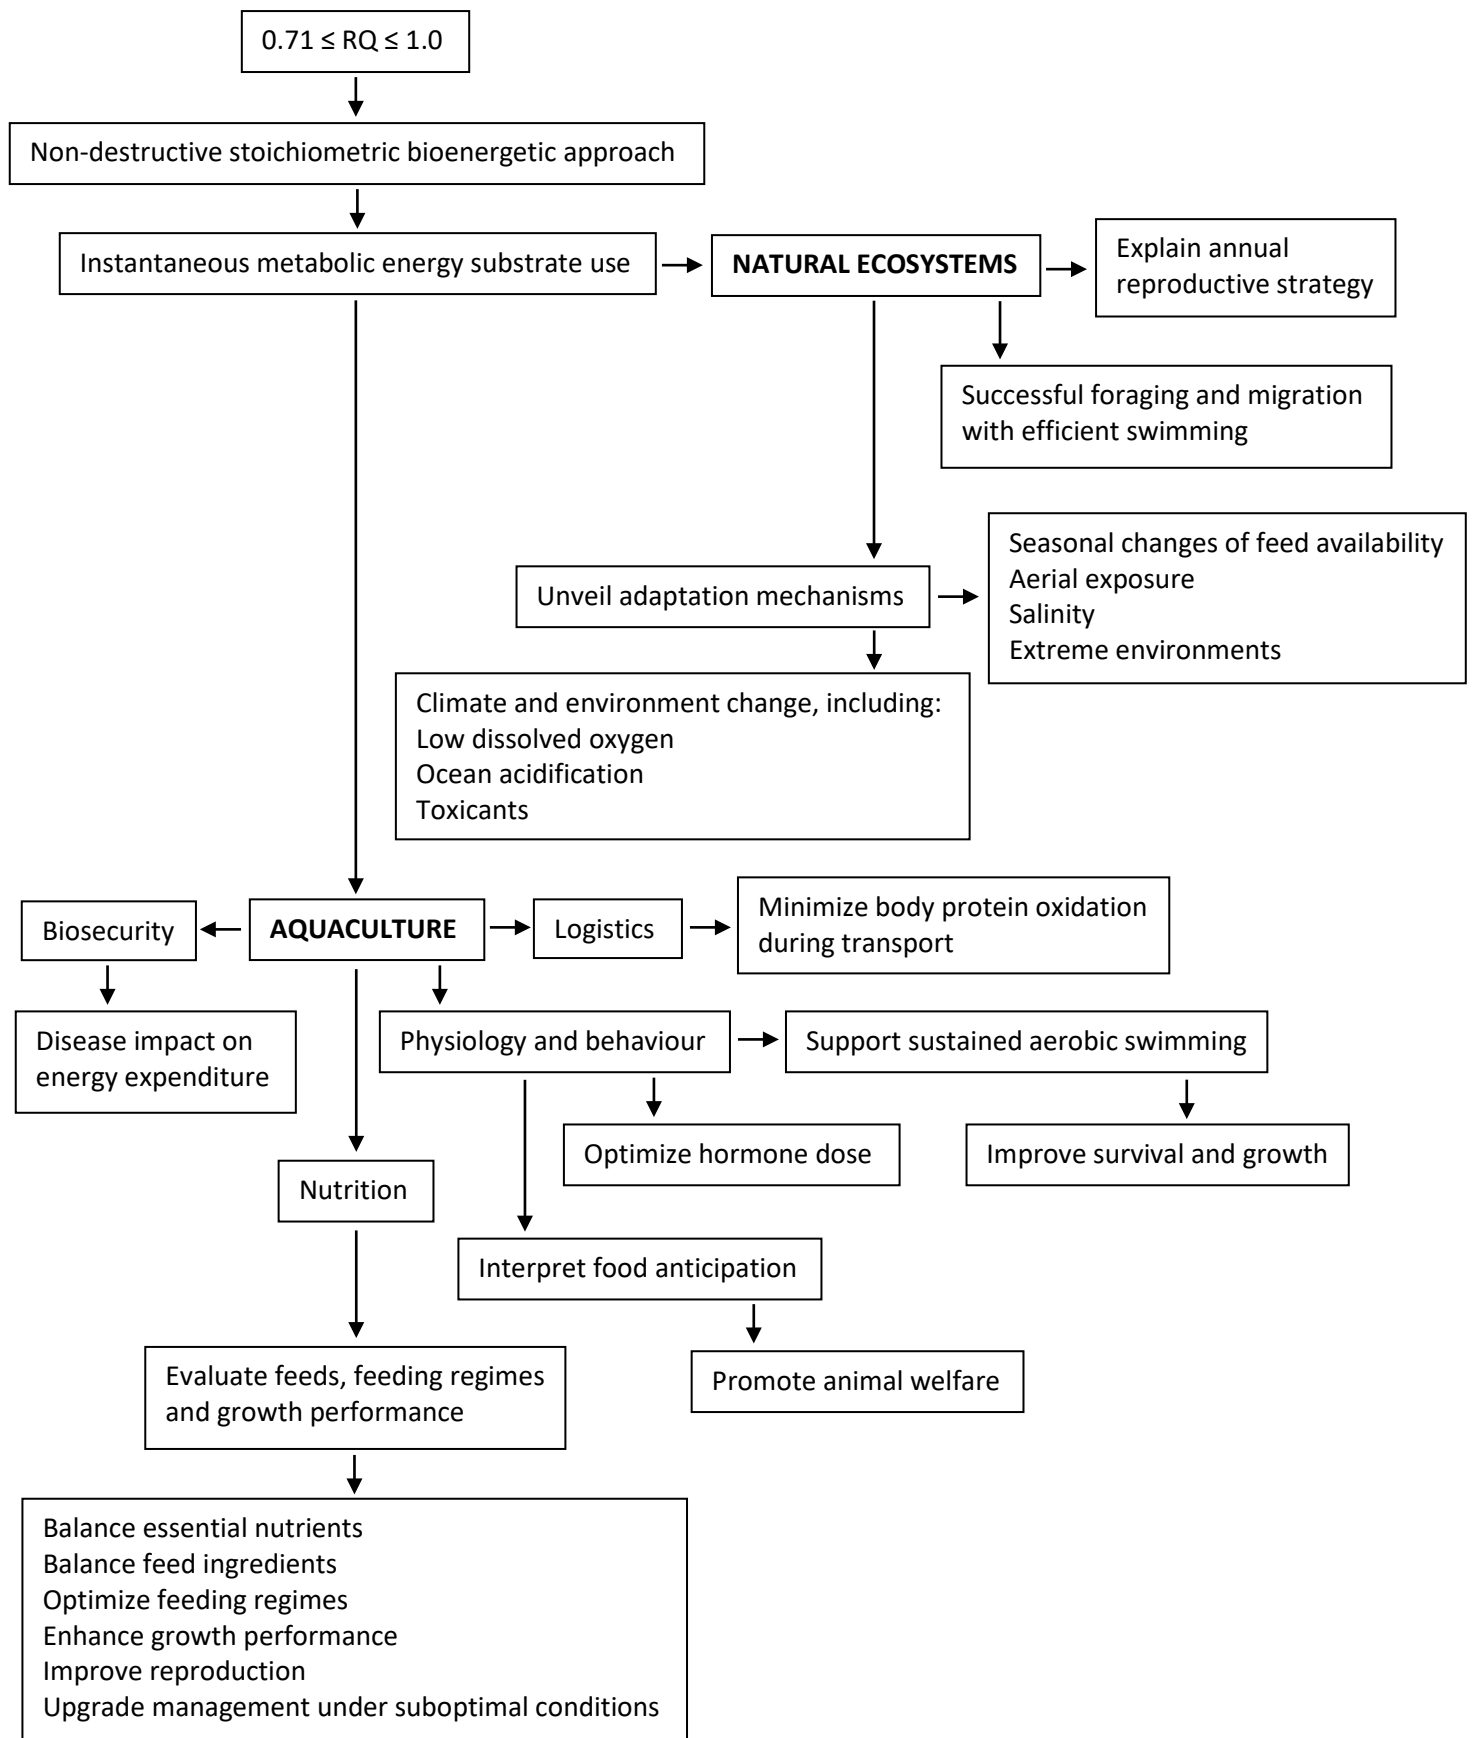 0.71 ≤ RQ ≤ 1.0
Non-destructive stoichiometric bioenergetic approach
Instantaneous metabolic energy substrate use
NATURAL ECOSYSTEMS
Explain annual
reproductive strategy
Successful foraging and migration
with efficient swimming
Unveil adaptation mechanisms
Seasonal changes of feed availability
Aerial exposure
Salinity
Extreme environments
Climate and environment change, including:
Low dissolved oxygen
Ocean acidification
Toxicants
Biosecurity
AQUACULTURE
Logistics
Minimize body protein oxidation
during transport
Disease impact on
energy expenditure
Physiology and behaviour
Support sustained aerobic swimming
Optimize hormone dose
Improve survival and growth
Nutrition
Interpret food anticipation
Promote animal welfare
Evaluate feeds, feeding regimes
and growth performance
Balance essential nutrients
Balance feed ingredients
Optimize feeding regimes
Enhance growth performance
Improve reproduction
Upgrade management under suboptimal conditions